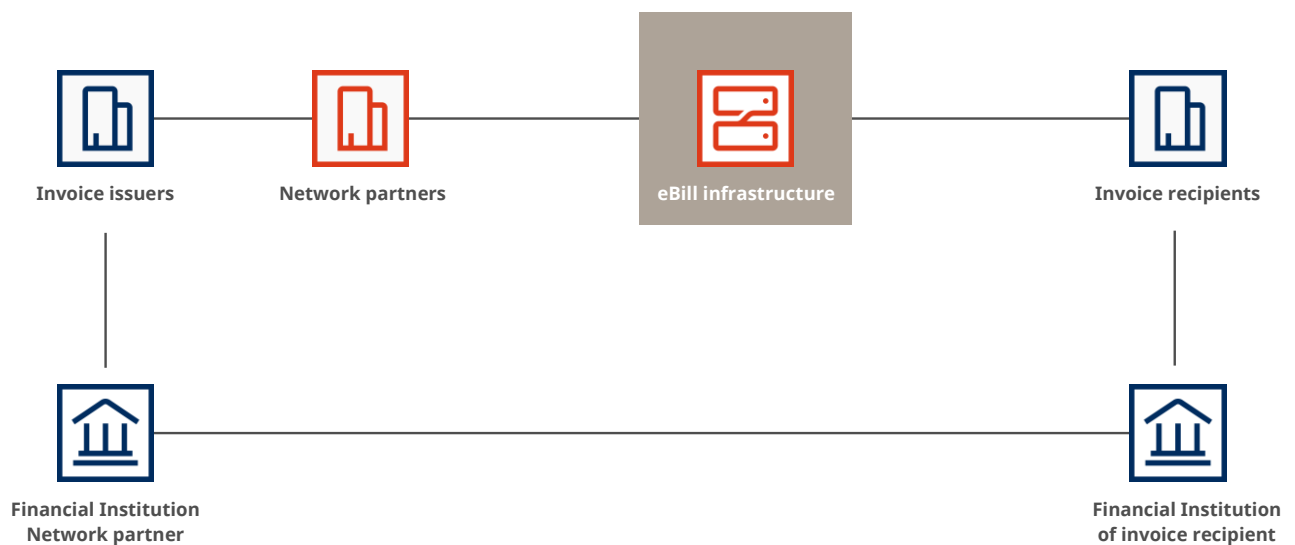 Invoice issuers
Network partners
eBill infrastructure
Invoice recipients
Financial Institution
Network partner
Financial Institution
of invoice recipient